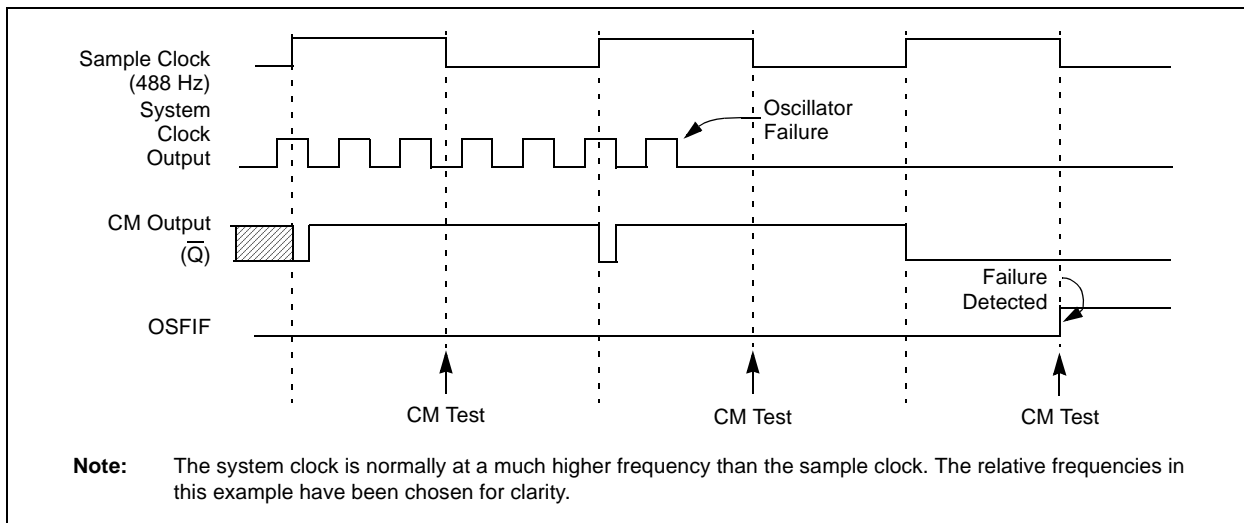 Sample Clock
(488 Hz)
System
Clock
Output
Oscillator
Failure
CM Output
(Q̅)
Failure
Detected
OSFIF
CM Test
CM Test
CM Test
Note: The system clock is normally at a much higher frequency than the sample clock. The relative frequencies in
this example have been chosen for clarity.